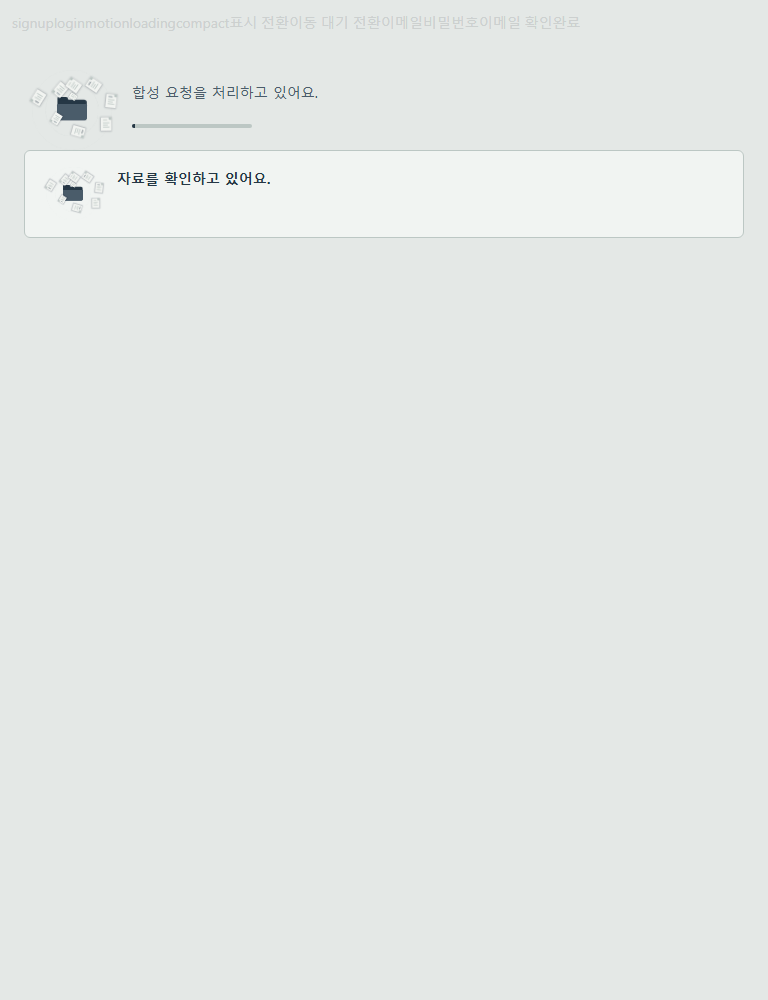 signuploginmotionloadingcompact표시 전환이동 대기 전환이메일비밀번호이메일 확인완료
합성 요청을 처리하고 있어요.
자료를 확인하고 있어요.